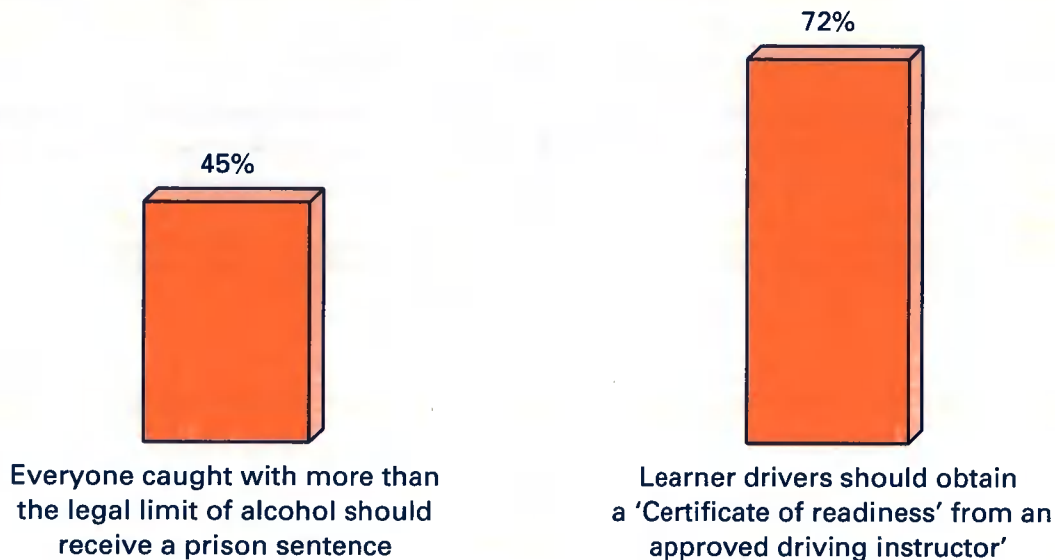 45%
Everyone caught with more than
the legal limit of alcohol should
receive a prison sentence
72%
Learner drivers should obtain
a 'Certificate of readiness' from an
approved driving instructor'